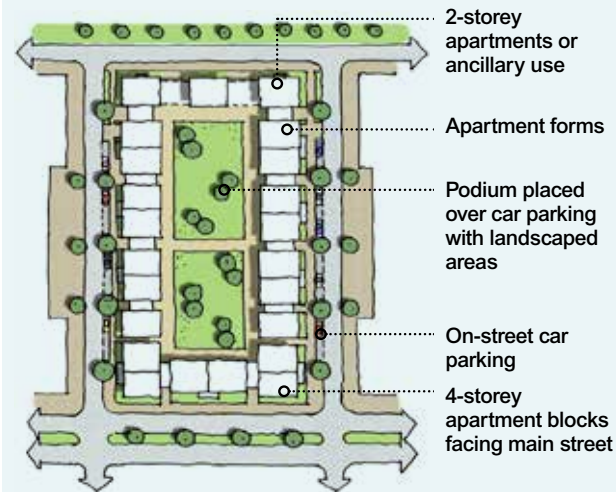 2-storey
apartments or
ancillary use
Apartment forms
Podium placed
over car parking
with landscaped
areas
On-street car
parking
4-storey
apartment blocks
facing main street